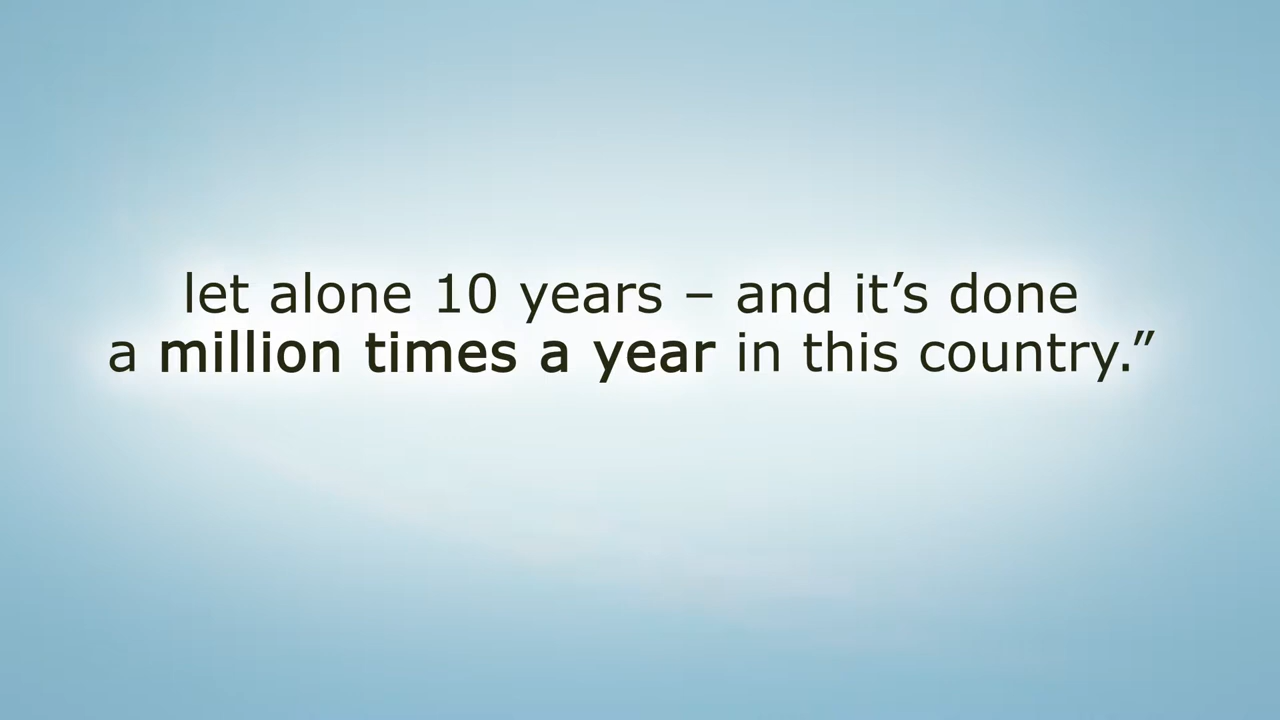 let alone 10 years – and it’s done
a million times a year in this country.”